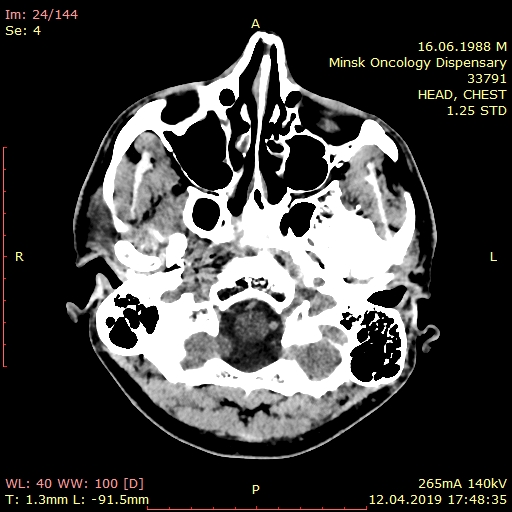 Im: 24/144
Se: 4
A
16.06.1988 M
Minsk Oncology Dispensary
33791
HEAD, CHEST
1.25 STD
R
L
WL: 40 WW: 100 [D]
T: 1.3mm L: -91.5mm
P
265mA 140kV
12.04.2019 17:48:35